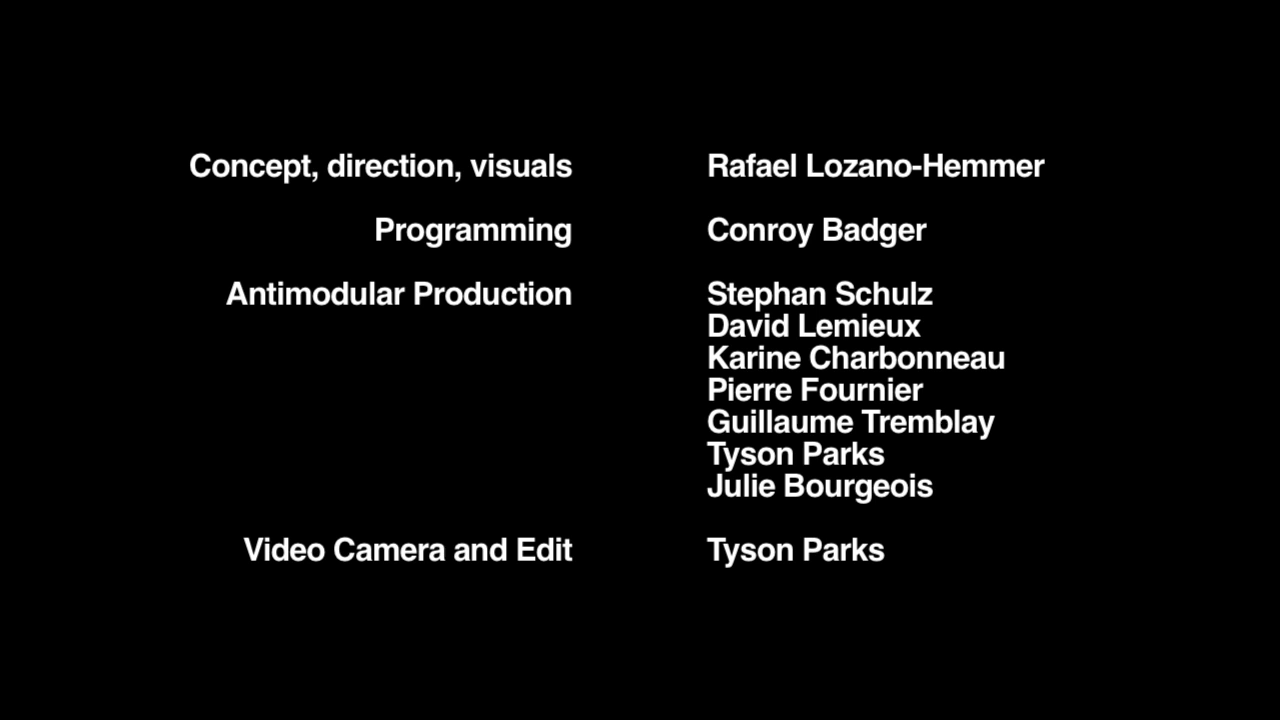 Concept, direction, visuals Rafael Lozano-Hemmer
Programming Conroy Badger
Antimodular Production Stephan Schulz
David Lemieux
Karine Charbonneau
Pierre Fournier
Guillaume Tremblay
Tyson Parks
Julie Bourgeois
Video Camera and Edit Tyson Parks